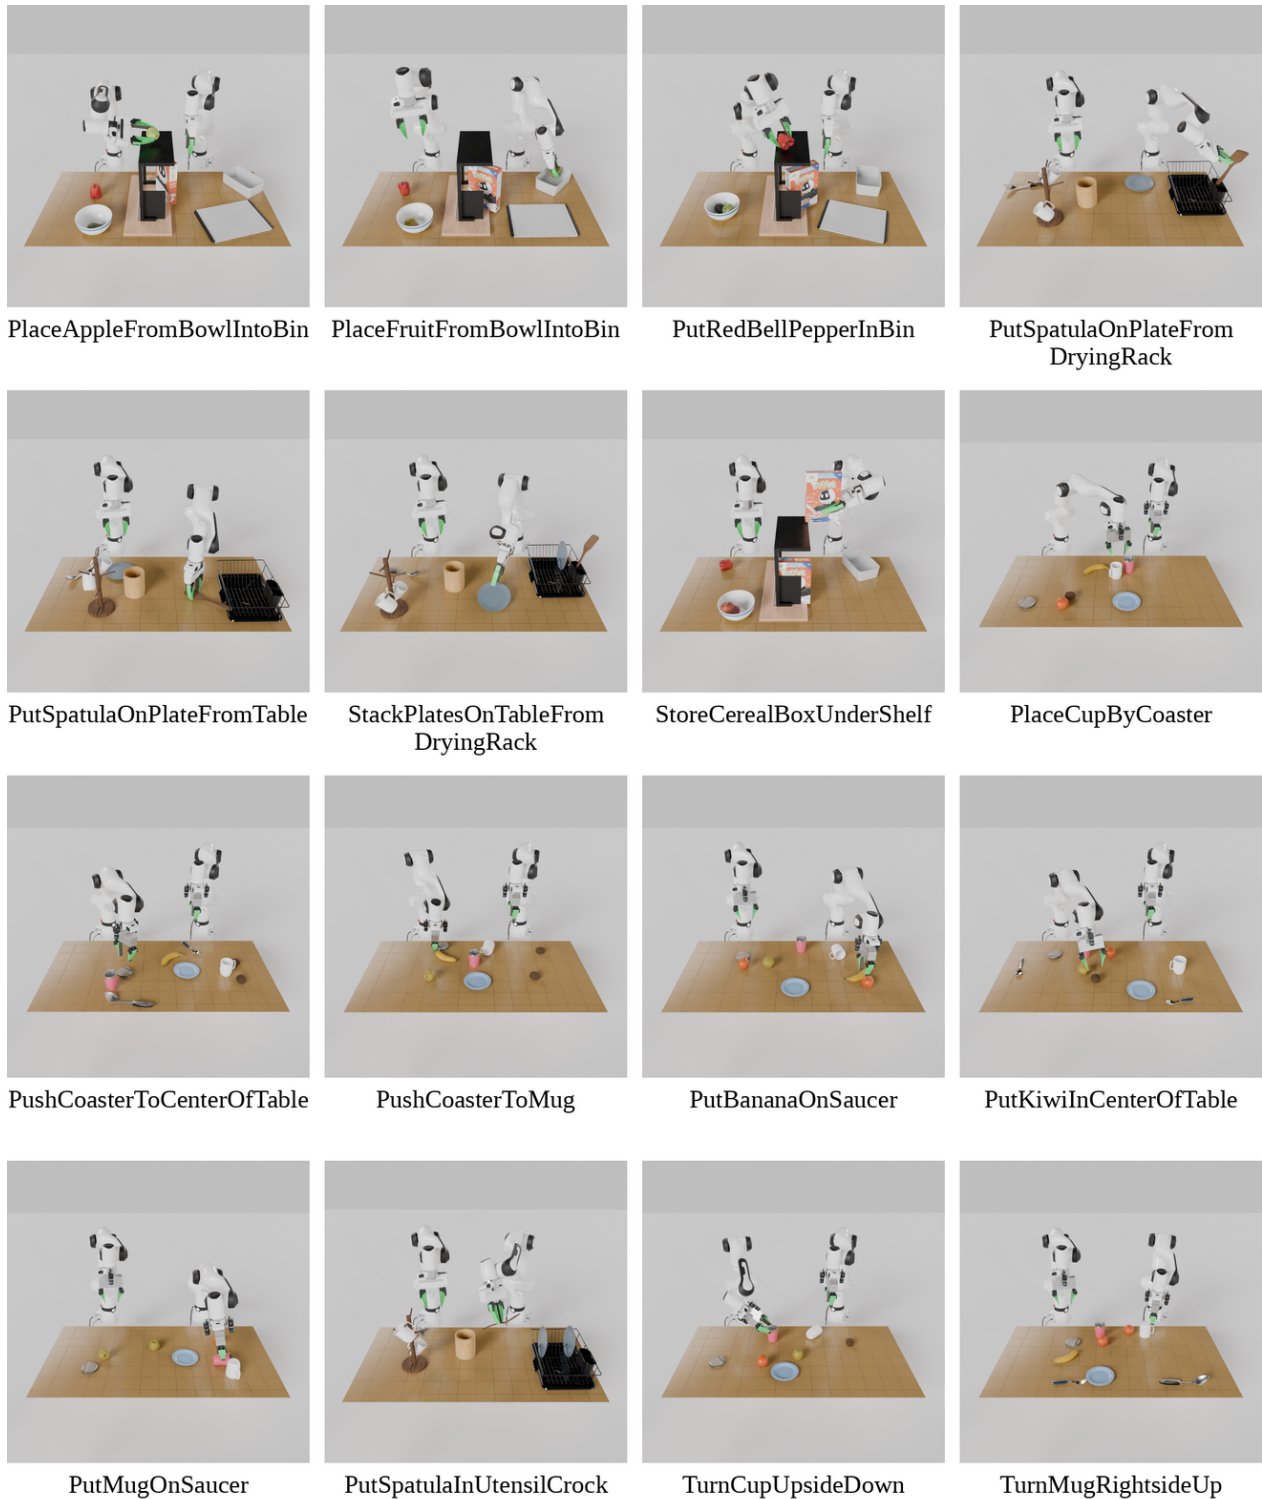 PlaceAppleFromBowlIntoBin
PlaceFruitFromBowlIntoBin
PutRedBellPepperInBin
PutSpatulaOnPlateFrom
DryingRack
PutSpatulaOnPlateFromTable
StackPlatesOnTableFrom
DryingRack
StoreCerealBoxUnderShelf
PlaceCupByCoaster
PushCoasterToCenterOfTable
PushCoasterToMug
PutBananaOnSaucer
PutKiwiInCenterOfTable
PutMugOnSaucer
PutSpatulaInUtensilCrock
TurnCupUpsideDown
TurnMugRightsideUp